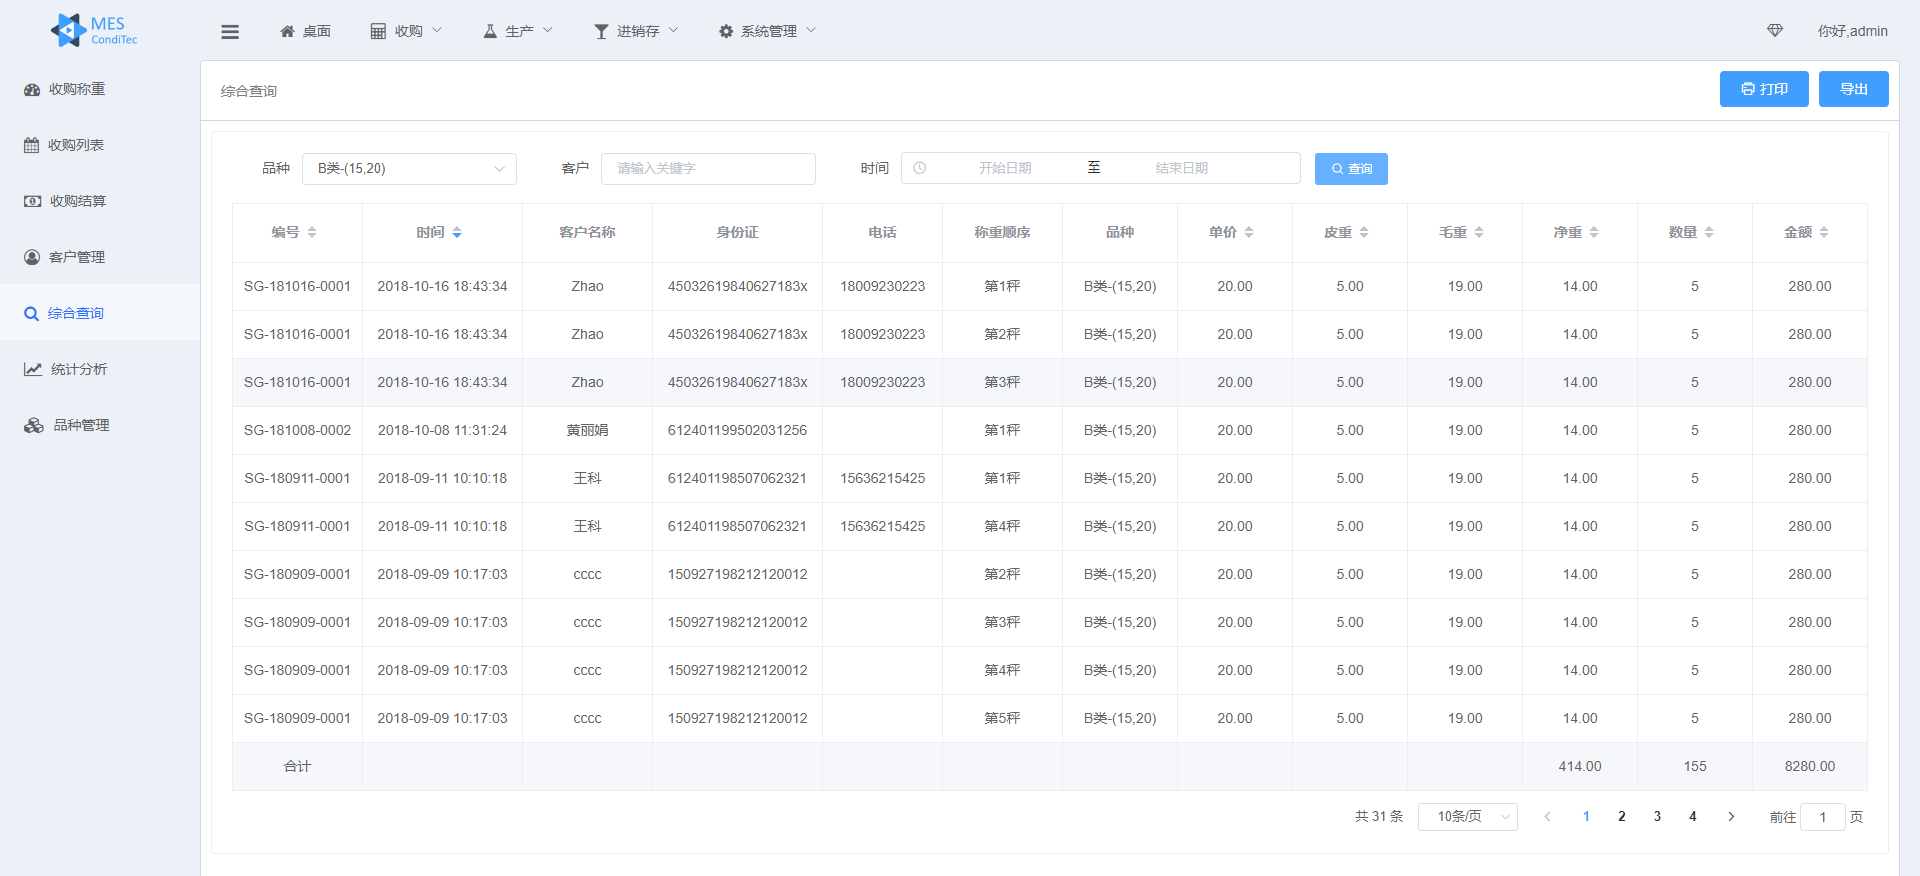 MES
CondiTec
桌面 收购 生产 进销存 系统管理 你好,admin
收购称重
收购列表
收购结算
客户管理
综合查询
统计分析
品种管理
综合查询 打印 导出
品种 B类-(15,20) 客户 请输入关键字 时间 开始日期 至 结束日期 查询
编号 时间 客户名称 身份证 电话 称重顺序 品种 单价 皮重 毛重 净重 数量 金额
SG-181016-0001 2018-10-16 18:43:34 Zhao 45032619840627183x 18009230223 第1秤 B类-(15,20) 20.00 5.00 19.00 14.00 5 280.00
SG-181016-0001 2018-10-16 18:43:34 Zhao 45032619840627183x 18009230223 第2秤 B类-(15,20) 20.00 5.00 19.00 14.00 5 280.00
SG-181016-0001 2018-10-16 18:43:34 Zhao 45032619840627183x 18009230223 第3秤 B类-(15,20) 20.00 5.00 19.00 14.00 5 280.00
SG-181008-0002 2018-10-08 11:31:24 黄丽娟 612401199502031256 第1秤 B类-(15,20) 20.00 5.00 19.00 14.00 5 280.00
SG-180911-0001 2018-09-11 10:10:18 王科 612401198507062321 15636215425 第1秤 B类-(15,20) 20.00 5.00 19.00 14.00 5 280.00
SG-180911-0001 2018-09-11 10:10:18 王科 612401198507062321 15636215425 第4秤 B类-(15,20) 20.00 5.00 19.00 14.00 5 280.00
SG-180909-0001 2018-09-09 10:17:03 cccc 150927198212120012 第2秤 B类-(15,20) 20.00 5.00 19.00 14.00 5 280.00
SG-180909-0001 2018-09-09 10:17:03 cccc 150927198212120012 第3秤 B类-(15,20) 20.00 5.00 19.00 14.00 5 280.00
SG-180909-0001 2018-09-09 10:17:03 cccc 150927198212120012 第4秤 B类-(15,20) 20.00 5.00 19.00 14.00 5 280.00
SG-180909-0001 2018-09-09 10:17:03 cccc 150927198212120012 第5秤 B类-(15,20) 20.00 5.00 19.00 14.00 5 280.00
合计 414.00 155 8280.00
共 31 条 10条/页 1 2 3 4 前往 1 页